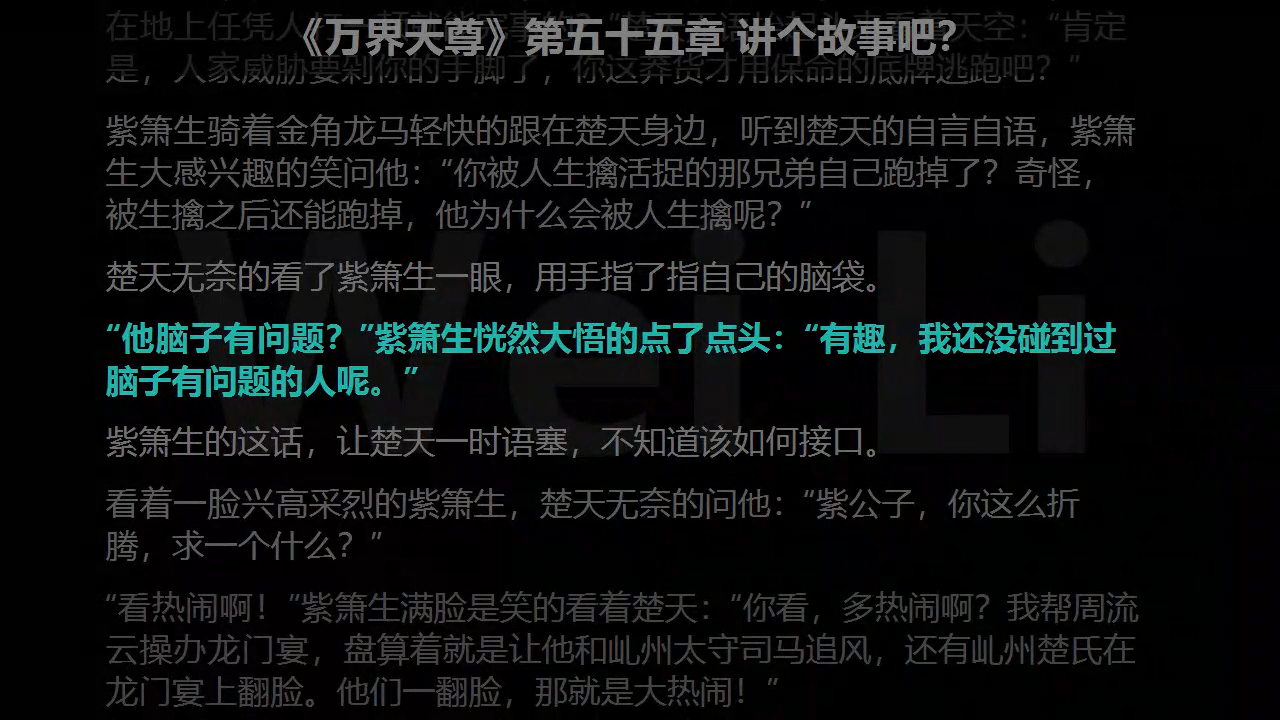 《万界天尊》第五十五章 讲个故事吧？
在地上任凭人
天空：“肯定
是，人家威胁要剁你的手脚了，你这莽货才用保命的底牌逃跑吧？”
紫箫生骑着金角龙马轻快的跟在楚天身边，听到楚天的自言自语，紫箫
生大感兴趣的笑问他：“你被人生擒活捉的那兄弟自己跑掉了？奇怪，
被生擒之后还能跑掉，他为什么会被人生擒呢？”
楚天无奈的看了紫箫生一眼，用手指了指自己的脑袋。
“他脑子有问题？”紫箫生恍然大悟的点了点头：“有趣，我还没碰到过
脑子有问题的人呢。”
紫箫生的这话，让楚天一时语塞，不知道该如何接口。
看着一脸兴高采烈的紫箫生，楚天无奈的问他：“紫公子，你这么折
腾，求一个什么？”
“看热闹啊！”紫箫生满脸是笑的看着楚天：“你看，多热闹啊？我帮周流
云操办龙门宴，盘算着就是让他和乢州太守司马追风，还有乢州楚氏在
龙门宴上翻脸。他们一翻脸，那就是大热闹！”
Wei Li